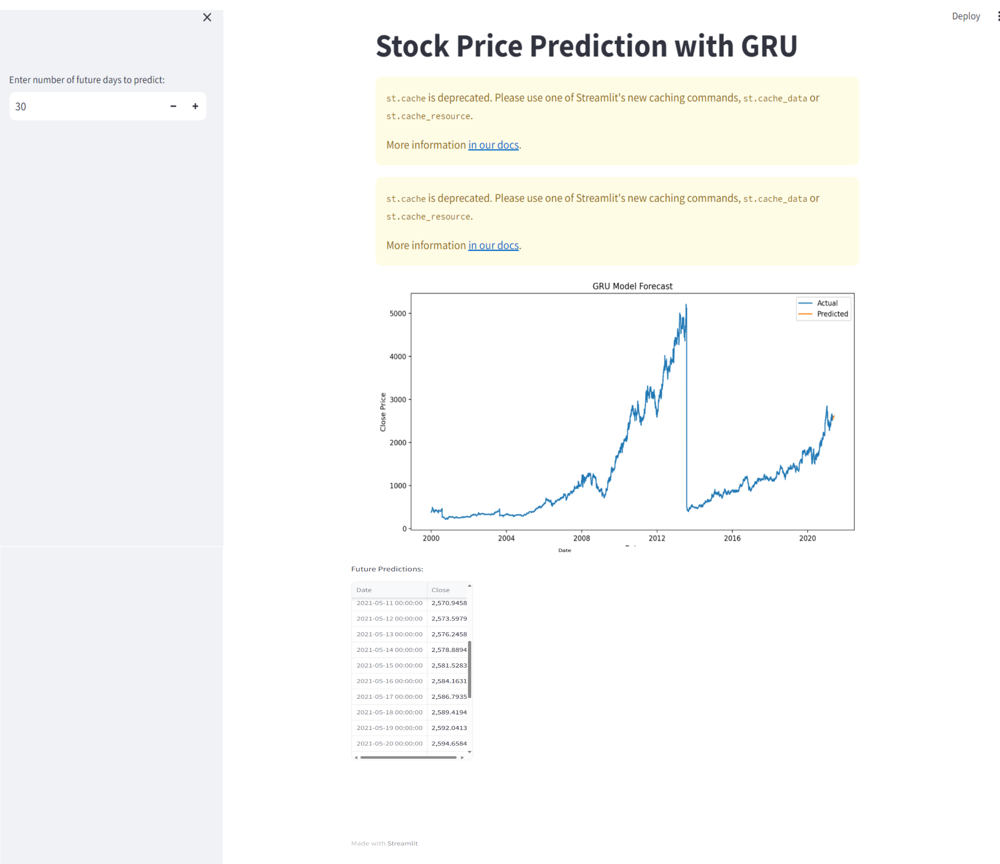 Deploy
Stock Price Prediction with GRU
Enter number of future days to predict:
30
st.cache is deprecated. Please use one of Streamlit's new caching commands, st.cache_data or
st.cache_resource.
More information in our docs.
st.cache is deprecated. Please use one of Streamlit's new caching commands, st.cache_data or
st.cache_resource.
More information in our docs.
GRU Model Forecast
Actual
Predicted
Close Price
5000
4000
3000
2000
1000
0
2000 2004 2008 2012 2016 2020
Date
Future Predictions:
Date Close
2021-05-11 00:00:00 2,570.9458
2021-05-12 00:00:00 2,573.5979
2021-05-13 00:00:00 2,576.2458
2021-05-14 00:00:00 2,578.8894
2021-05-15 00:00:00 2,581.5283
2021-05-16 00:00:00 2,584.1631
2021-05-17 00:00:00 2,586.7935
2021-05-18 00:00:00 2,589.4194
2021-05-19 00:00:00 2,592.0413
2021-05-20 00:00:00 2,594.6584
Made with Streamlit